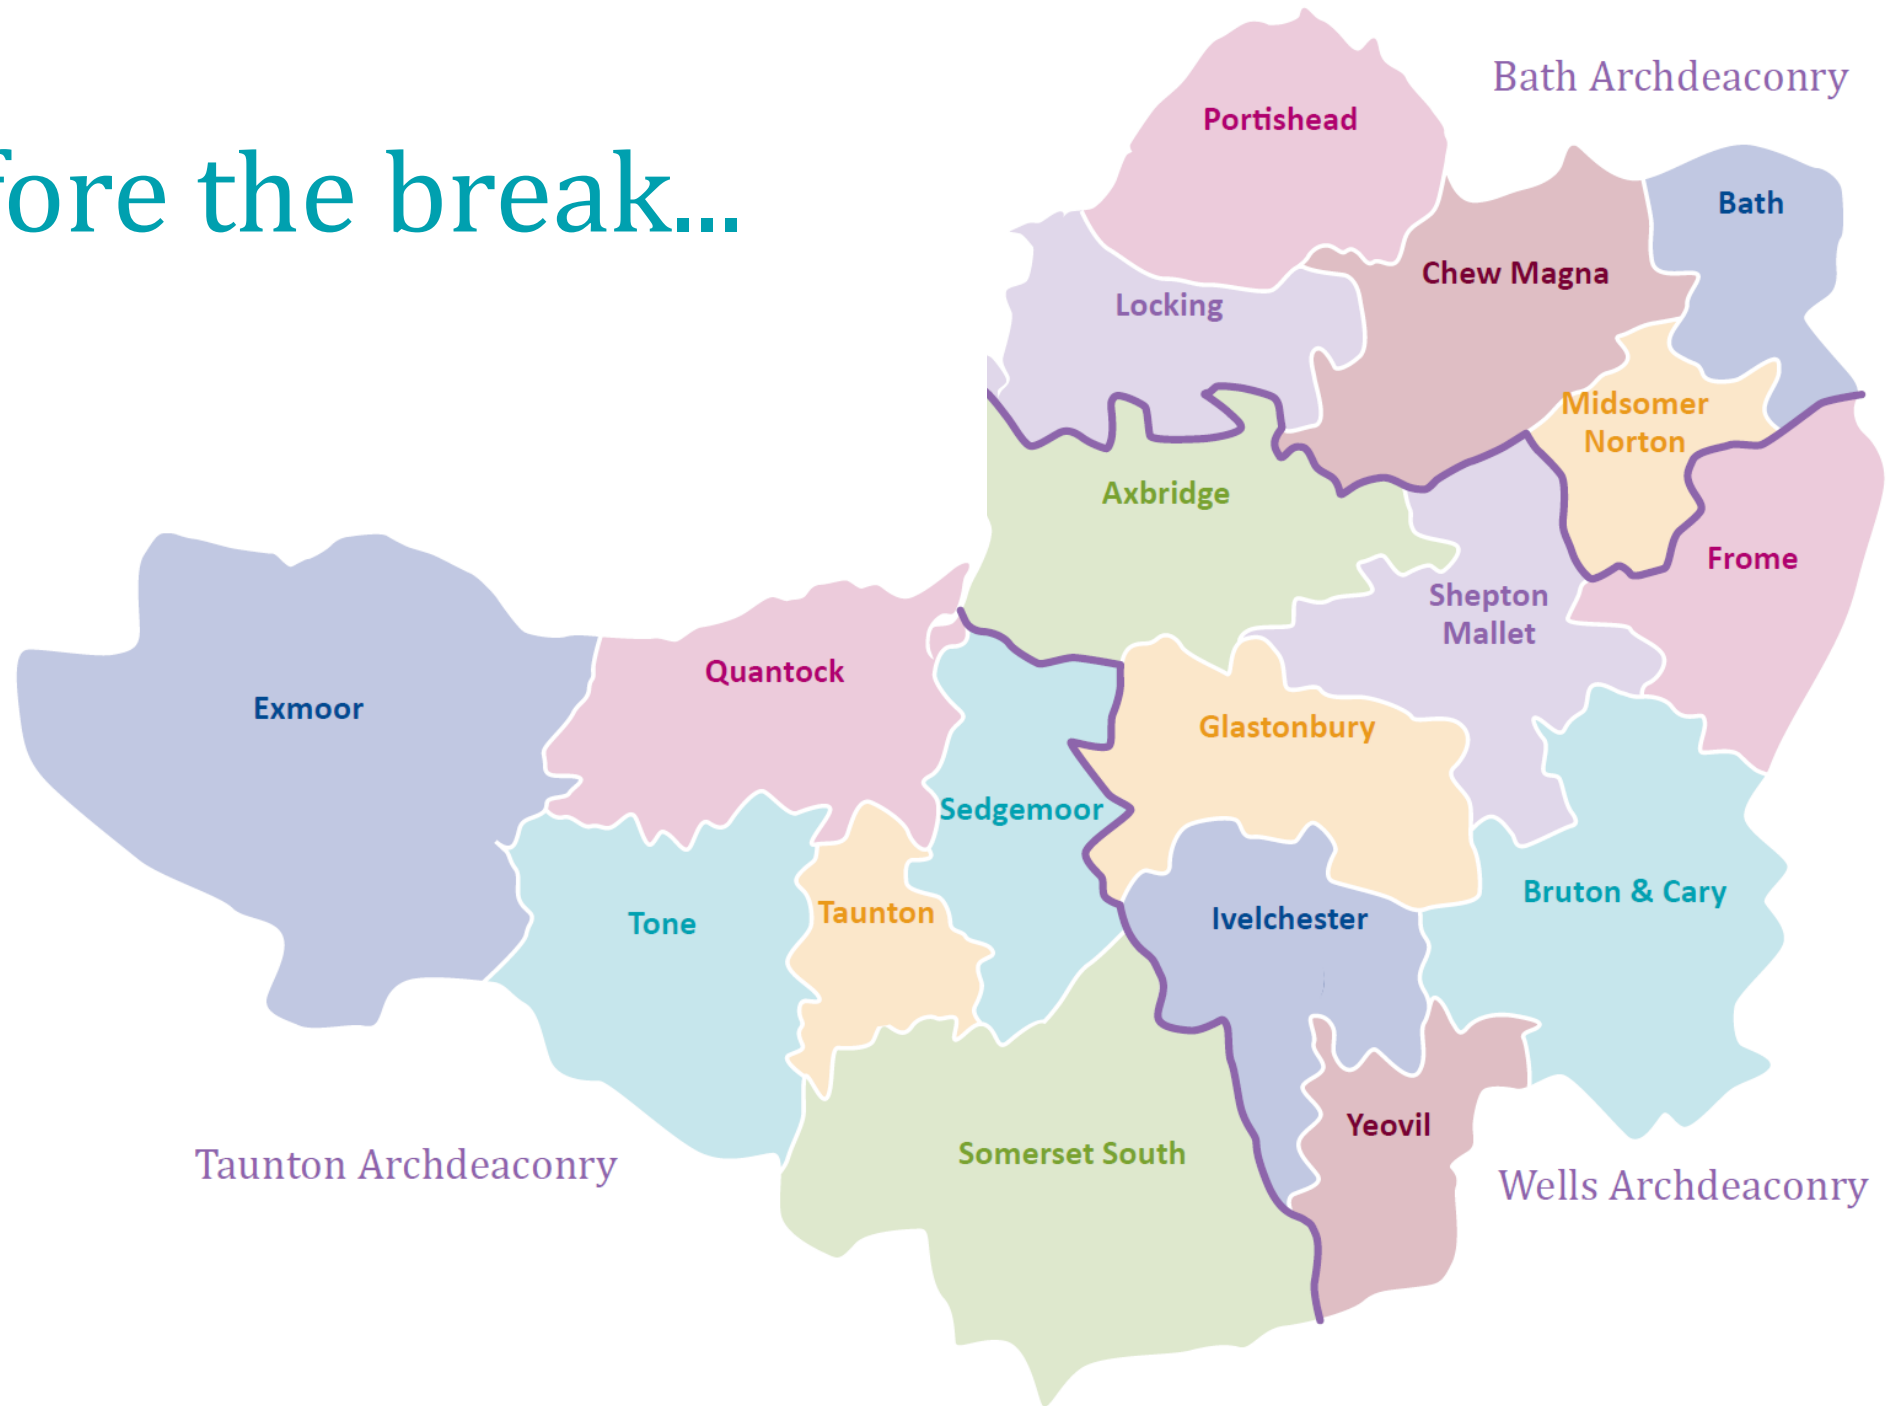 fore the break...
Bath Archdeaconry
Portishead
Bath
Chew Magna
Locking
Midsomer
Norton
Axbridge
Frome
Shepton
Mallet
Quantock
Exmoor
Glastonbury
Sedgemoor
Bruton & Cary
Taunton
Ivelchester
Tone
Yeovil
Somerset South
Taunton Archdeaconry
Wells Archdeaconry